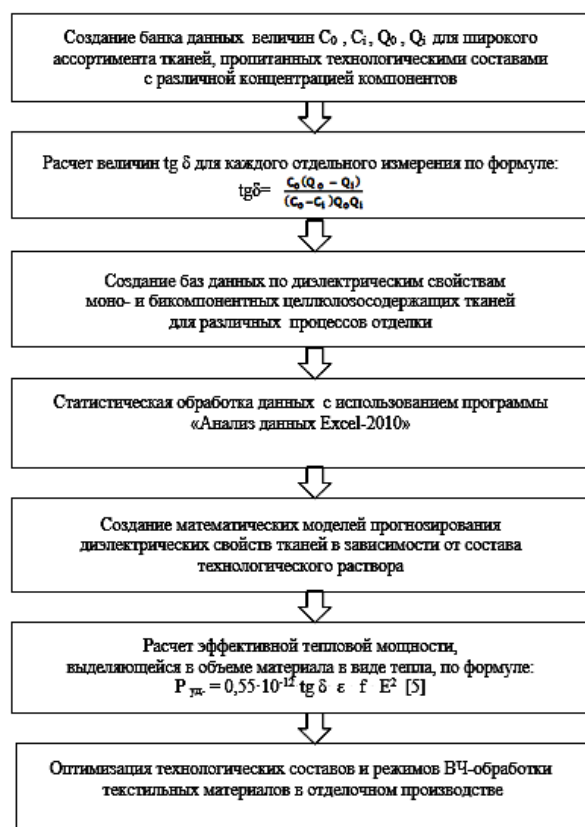 Создание банка данных величин C₀ , Cᵢ, Q₀ , Qᵢ для широкого
ассортимента тканей, пропитанных технологическими составами
с различной концентрацией компонентов
Расчет величин tg δ для каждого отдельного измерения по формуле:
tgδ= C₀(Q₀ − Qᵢ) / (C₀−Cᵢ)Q₀Qᵢ
Создание баз данных по диэлектрическим свойствам
моно- и бикомпонентных целлюлозосодержащих тканей
для различных процессов отделки
Статистическая обработка данных с использованием программы
«Анализ данных Excel-2010»
Создание математических моделей прогнозирования
диэлектрических свойств тканей в зависимости от состава
технологического раствора
Расчет эффективной тепловой мощности,
выделяющейся в объеме материала в виде тепла, по формуле:
P уд. = 0,55·10⁻¹² tg δ ε f E² [5]
Оптимизация технологических составов и режимов ВЧ-обработки
текстильных материалов в отделочном производстве